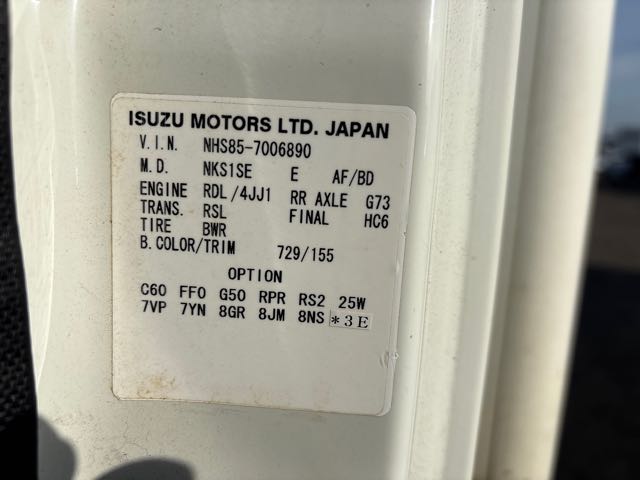 ISUZU MOTORS LTD. JAPAN
V.I.N. NHS85-7006890
M.D. NKS1SE E AF/BD
ENGINE RDL/4JJ1 RR AXLE G73
TRANS. RSL FINAL HC6
TIRE BWR
B.COLOR/TRIM 729/155
OPTION
C60 FF0 G50 RPR RS2 25W
7VP 7YN 8GR 8JM 8NS *3E